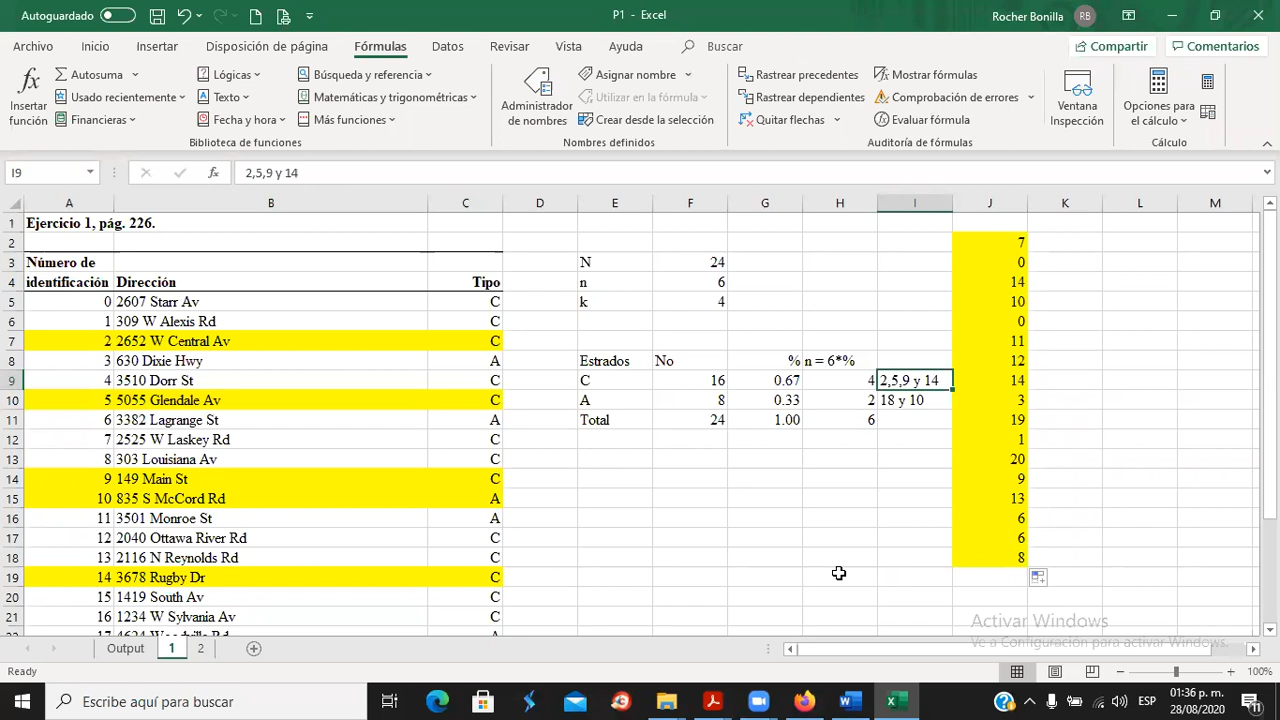 Autoguardado
P1 - Excel
Rocher Bonilla RB
Archivo Inicio Insertar Disposición de página Fórmulas Datos Revisar Vista Ayuda Buscar Compartir Comentarios
Insertar función
Autosuma
Usado recientemente
Financieras
Lógicas
Texto
Fecha y hora
Búsqueda y referencia
Matemáticas y trigonométricas
Más funciones
Biblioteca de funciones
Administrador de nombres
Asignar nombre
Utilizar en la fórmula
Crear desde la selección
Nombres definidos
Rastrear precedentes
Rastrear dependientes
Quitar flechas
Mostrar fórmulas
Comprobación de errores
Evaluar fórmula
Auditoría de fórmulas
Ventana Inspección
Opciones para el cálculo
Cálculo
I9 fx 2,5,9 y 14
A B C D E F G H I J K L M
1 Ejercicio 1, pág. 226.
2 7
3 Número de N 24 0
4 identificación Dirección Tipo n 6 14
5 0 2607 Starr Av C k 4 10
6 1 309 W Alexis Rd C 0
7 2 2652 W Central Av C 11
8 3 630 Dixie Hwy A Estrados No % n = 6*% 12
9 4 3510 Dorr St C C 16 0.67 4 2,5,9 y 14 14
10 5 5055 Glendale Av C A 8 0.33 2 18 y 10 3
11 6 3382 Lagrange St A Total 24 1.00 6 19
12 7 2525 W Laskey Rd C 1
13 8 303 Louisiana Av C 20
14 9 149 Main St C 9
15 10 835 S McCord Rd A 13
16 11 3501 Monroe St A 6
17 12 2040 Ottawa River Rd C 6
18 13 2116 N Reynolds Rd C 8
19 14 3678 Rugby Dr C
20 15 1419 South Av C
21 16 1234 W Sylvania Av C
Activar Windows
Ve a Configuración para activar Windows.
Output 1 2
Ready 100%
Escribe aquí para buscar
ESP
01:36 p. m.
28/08/2020
11